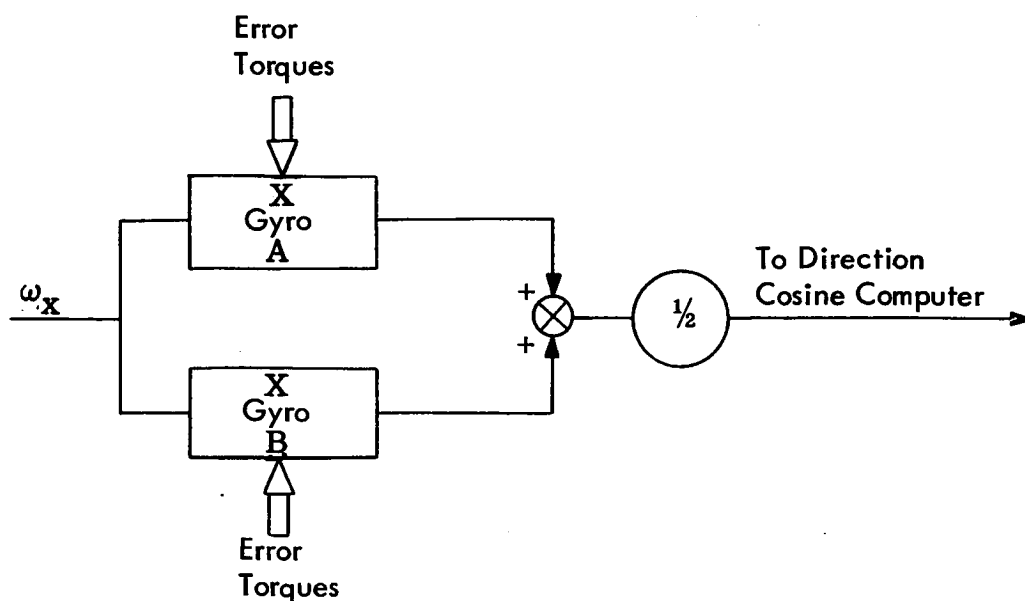 Error
Torques
X
Gyro
A
ωX
+
+
½
To Direction
Cosine Computer
X
Gyro
B
Error
Torques